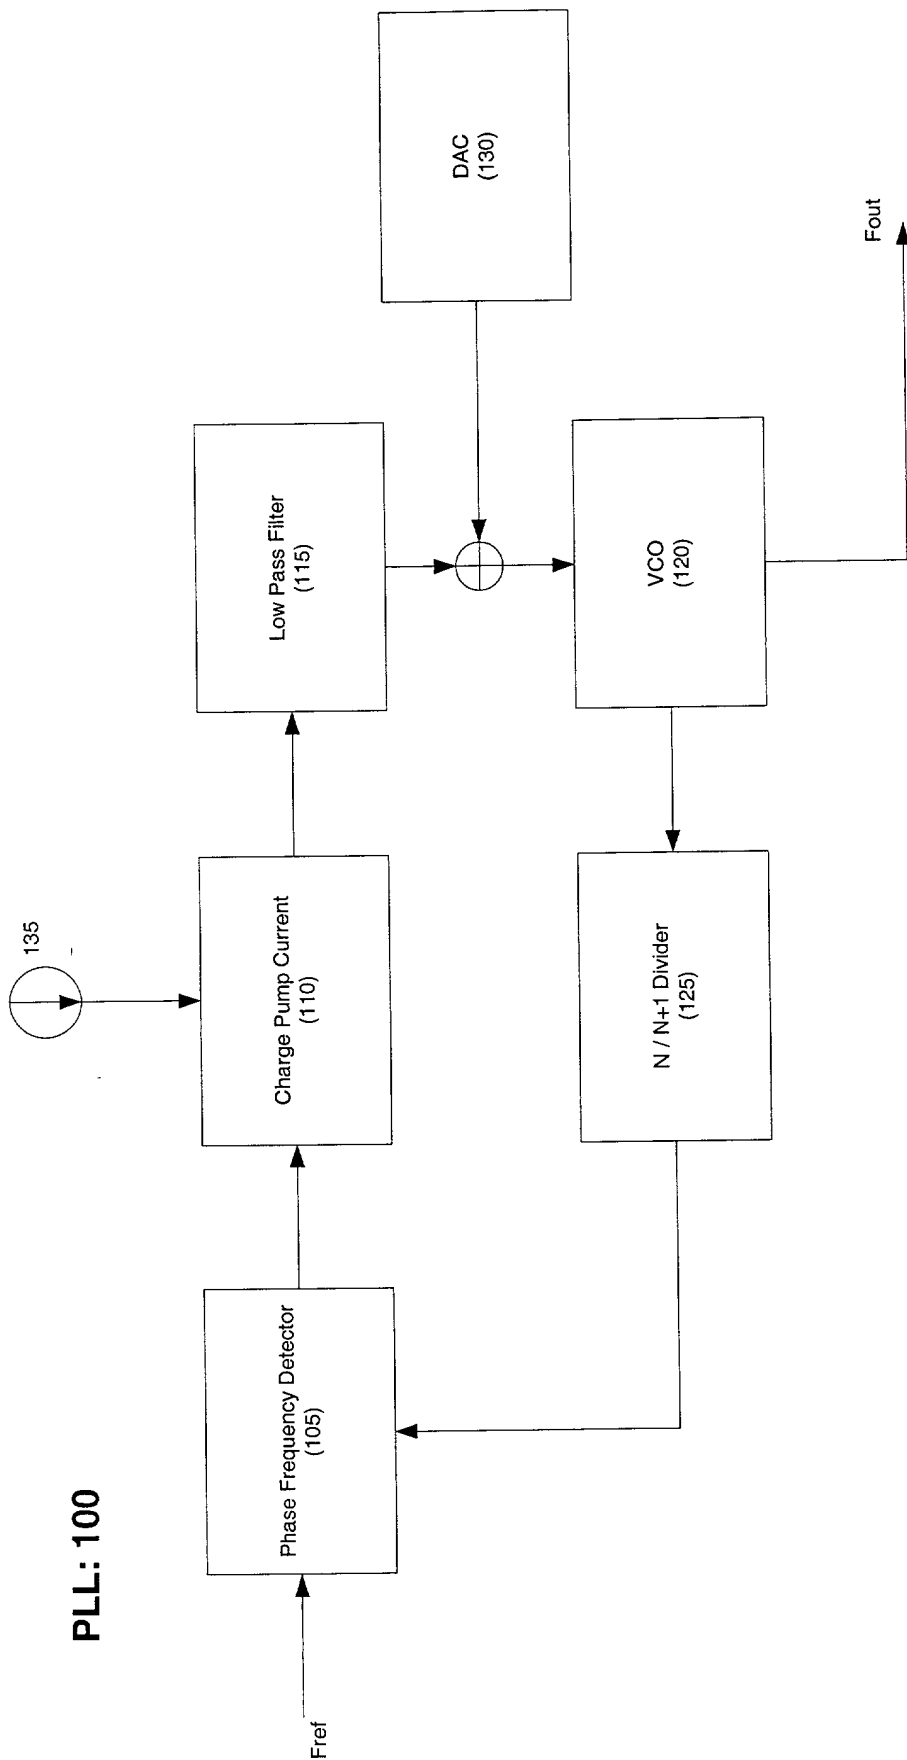 PLL: 100
Fref
Phase Frequency Detector
(105)
135
Charge Pump Current
(110)
Low Pass Filter
(115)
DAC
(130)
VCO
(120)
N / N+1 Divider
(125)
Fout